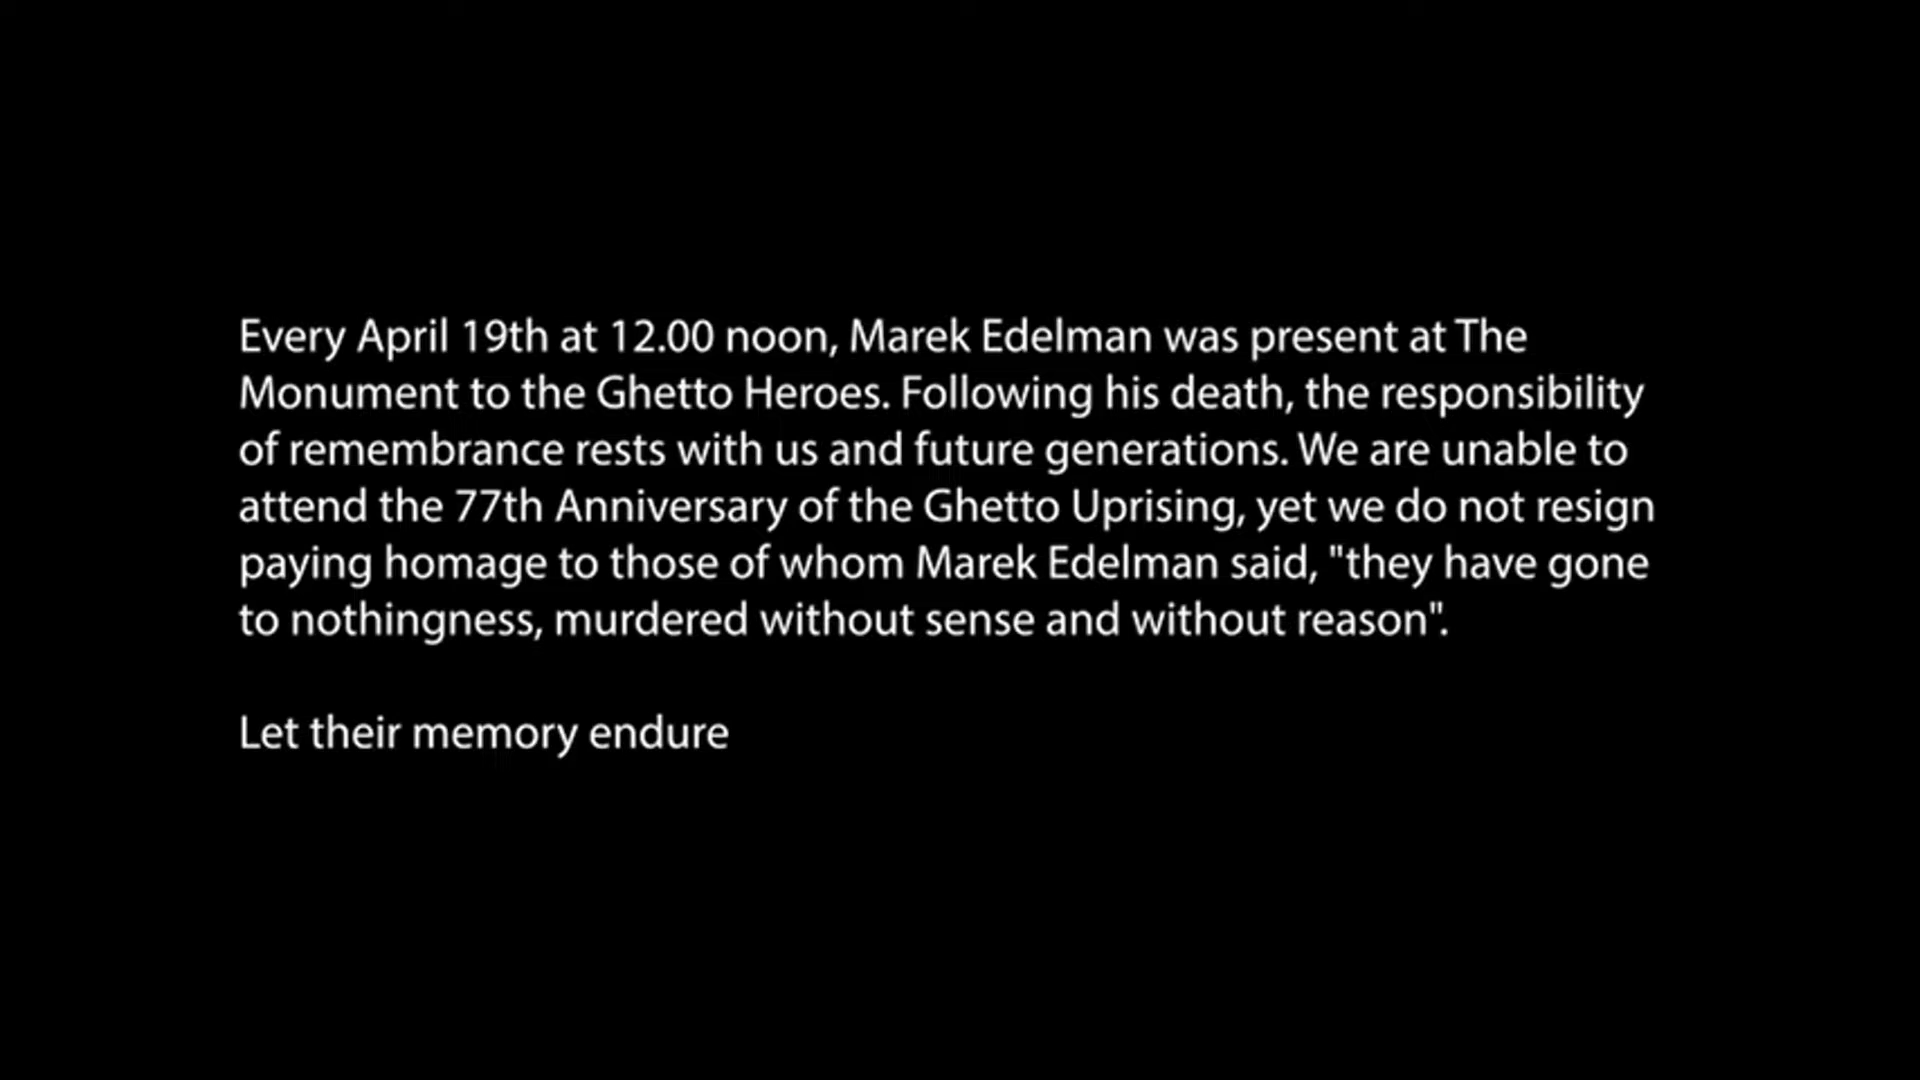 Every April 19th at 12.00 noon, Marek Edelman was present at The
Monument to the Ghetto Heroes. Following his death, the responsibility
of remembrance rests with us and future generations. We are unable to
attend the 77th Anniversary of the Ghetto Uprising, yet we do not resign
paying homage to those of whom Marek Edelman said, "they have gone
to nothingness, murdered without sense and without reason".
Let their memory endure